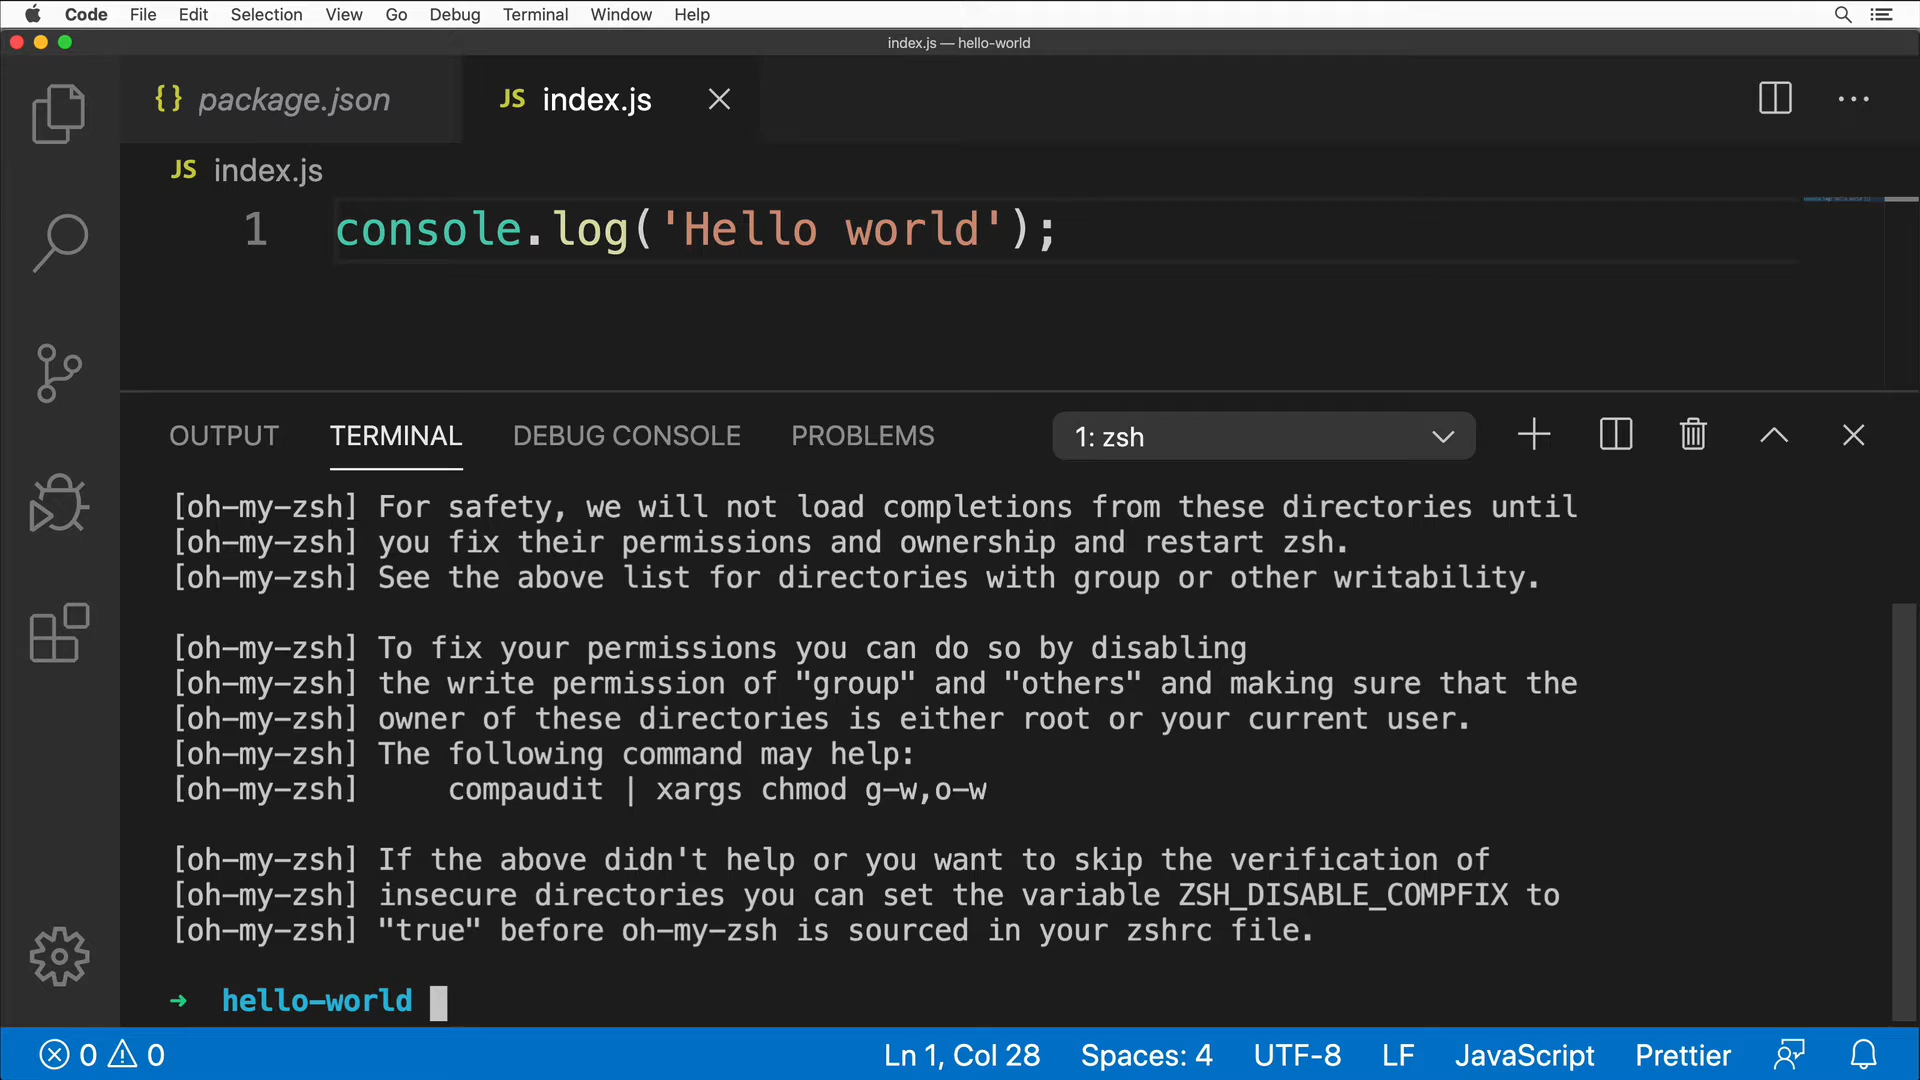 Code File Edit Selection View Go Debug Terminal Window Help
index.js — hello-world
{} package.json JS index.js
JS index.js
1 console.log('Hello world');
OUTPUT TERMINAL DEBUG CONSOLE PROBLEMS 1: zsh
[oh-my-zsh] For safety, we will not load completions from these directories until
[oh-my-zsh] you fix their permissions and ownership and restart zsh.
[oh-my-zsh] See the above list for directories with group or other writability.
[oh-my-zsh] To fix your permissions you can do so by disabling
[oh-my-zsh] the write permission of "group" and "others" and making sure that the
[oh-my-zsh] owner of these directories is either root or your current user.
[oh-my-zsh] The following command may help:
[oh-my-zsh]     compaudit | xargs chmod g-w,o-w
[oh-my-zsh] If the above didn't help or you want to skip the verification of
[oh-my-zsh] insecure directories you can set the variable ZSH_DISABLE_COMPFIX to
[oh-my-zsh] "true" before oh-my-zsh is sourced in your zshrc file.
➜ hello-world
0 0 Ln 1, Col 28 Spaces: 4 UTF-8 LF JavaScript Prettier